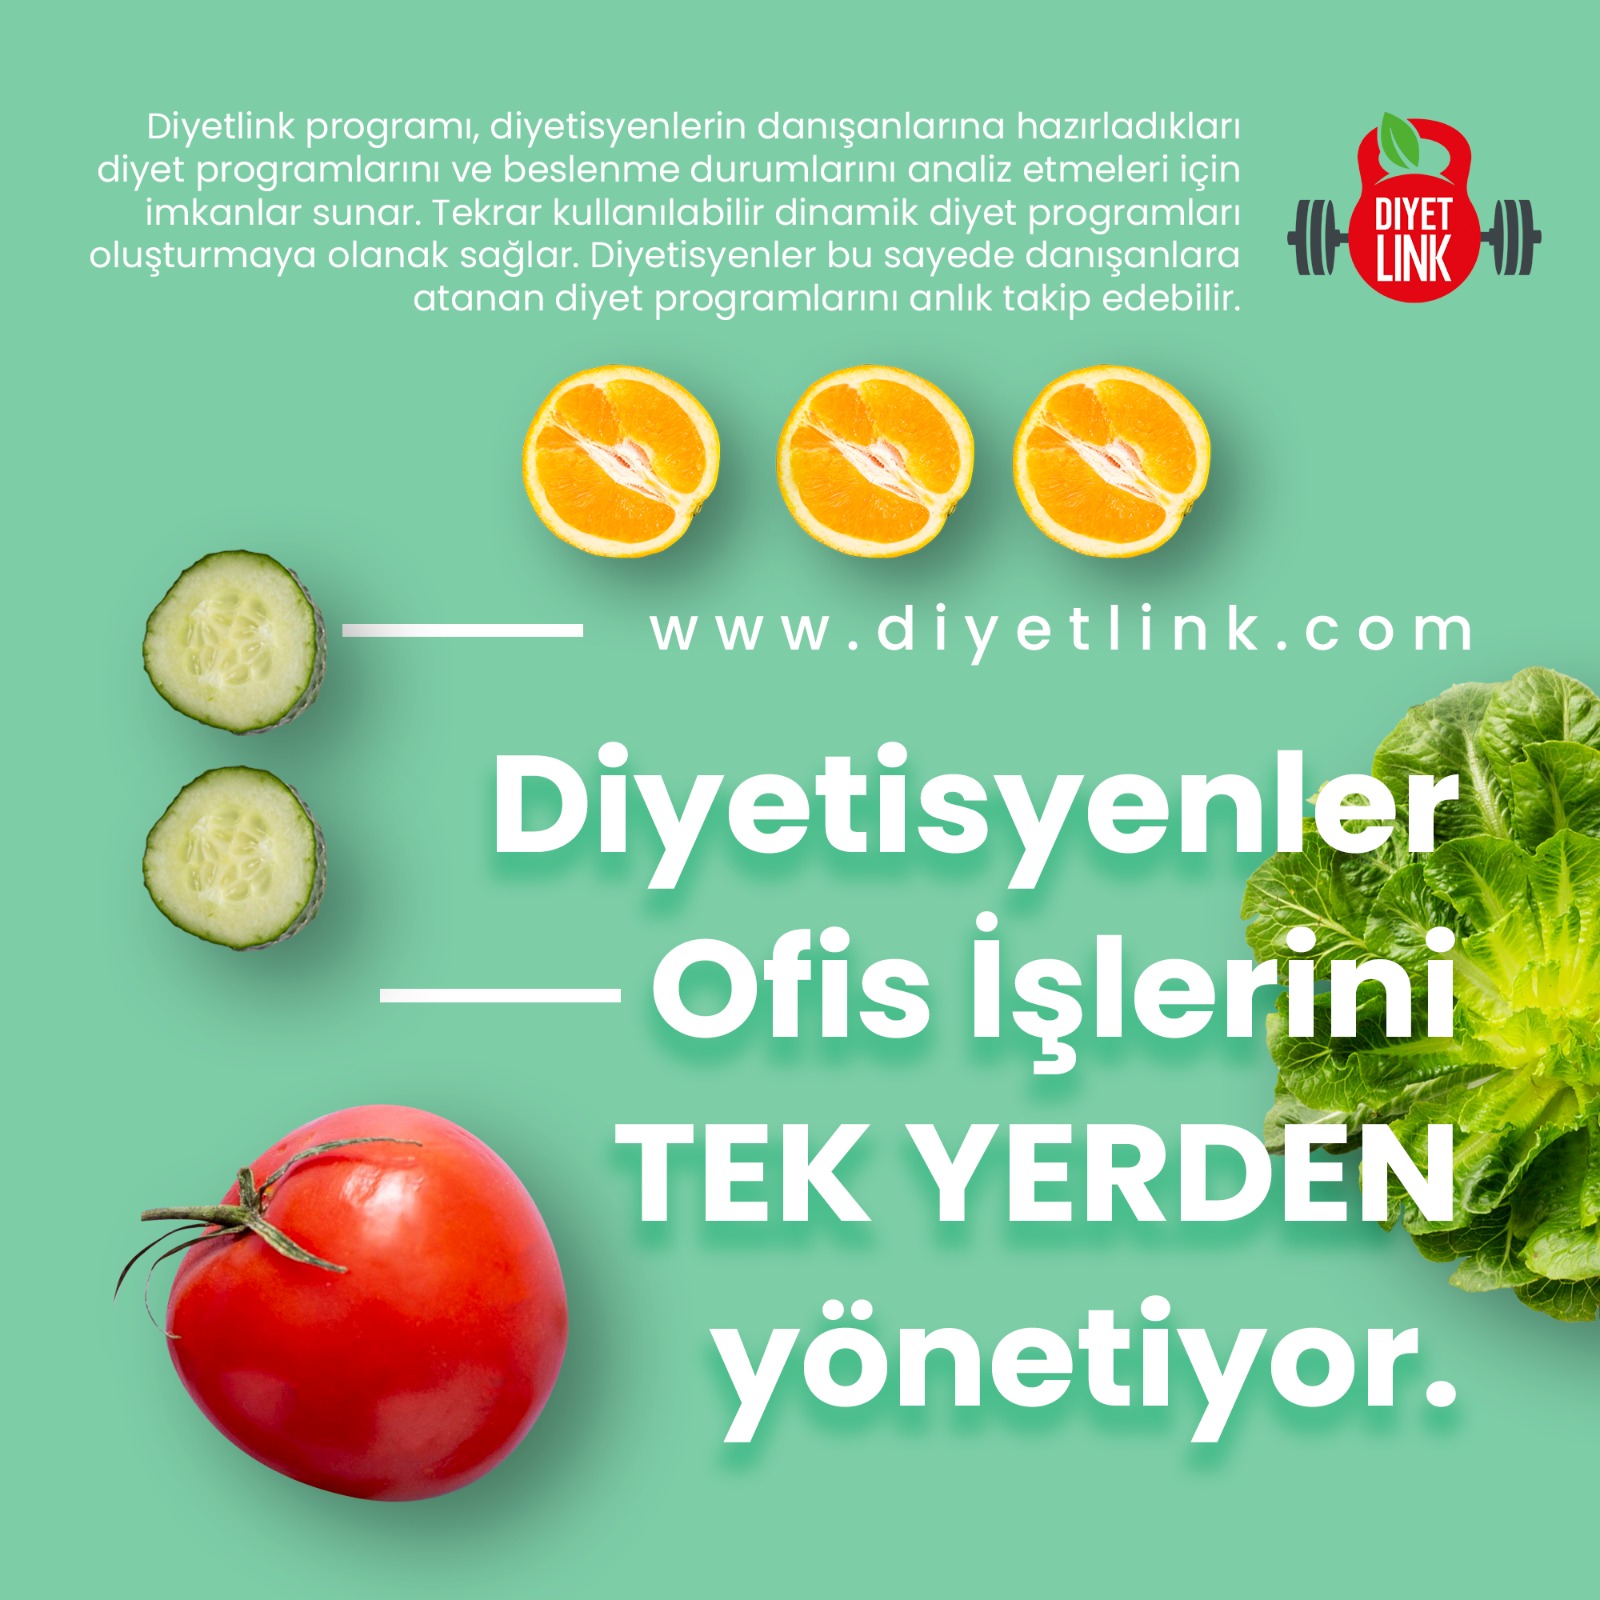 Diyetlink programı, diyetisyenlerin danışanlarına hazırladıkları
diyet programlarını ve beslenme durumlarını analiz etmeleri için
imkanlar sunar. Tekrar kullanılabilir dinamik diyet programları
oluşturmaya olanak sağlar. Diyetisyenler bu sayede danışanlara
atanan diyet programlarını anlık takip edebilir.
DIYET
LINK
www.diyetlink.com
Diyetisyenler
Ofis İşlerini
TEK YERDEN
yönetiyor.